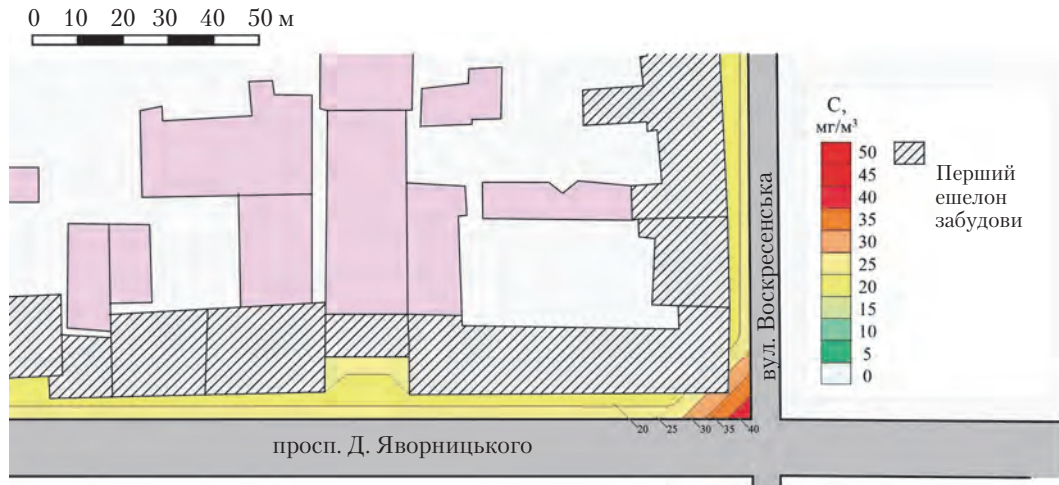 0 10 20 30 40 50 м
С,
мг/м³
50
45
40
35
30
25
20
15
10
5
0
Перший
ешелон
забудови
вул. Воскресенська
20 25 30 35 40
просп. Д. Яворницького